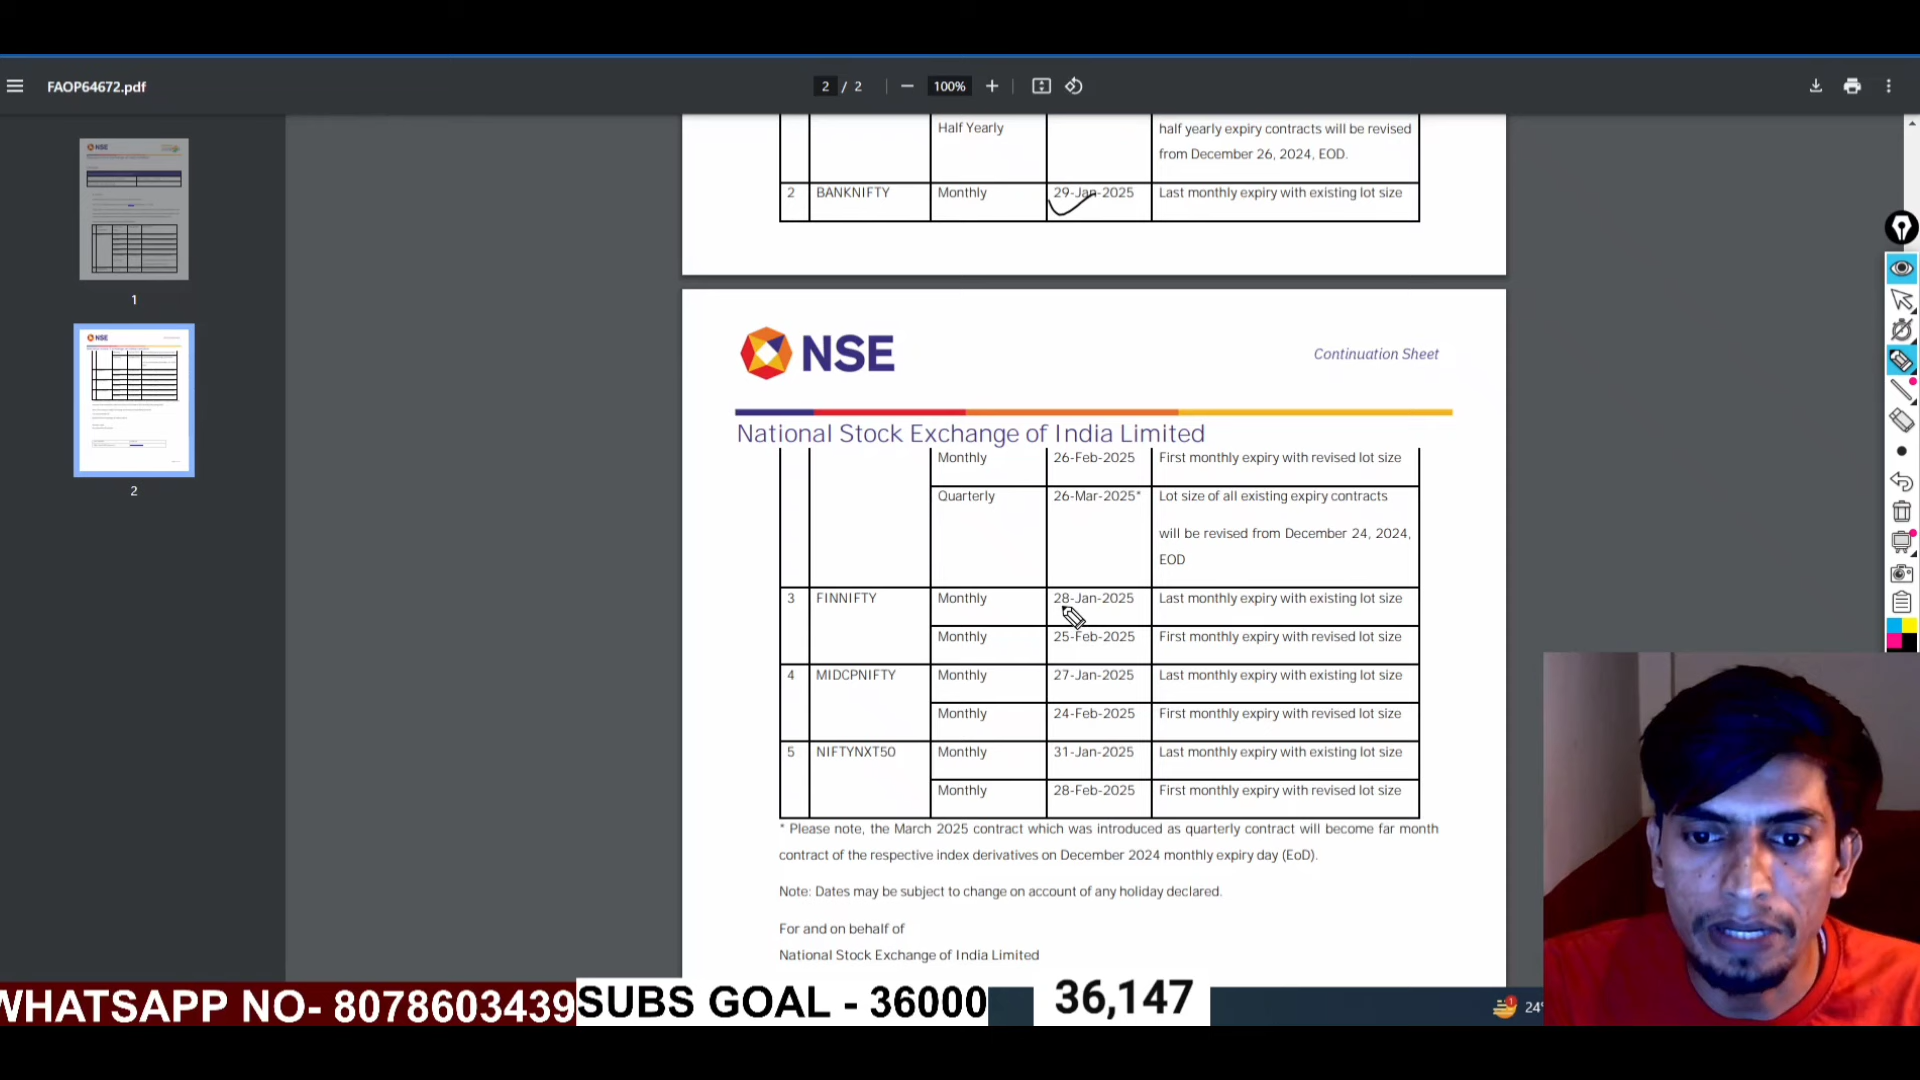 FAOP64672.pdf
2 / 2
100%
Half Yearly
half yearly expiry contracts will be revised
from December 26, 2024, EOD.
2 BANKNIFTY Monthly 29-Jan-2025 Last monthly expiry with existing lot size
NSE
Continuation Sheet
National Stock Exchange of India Limited
Monthly 26-Feb-2025 First monthly expiry with revised lot size
Quarterly 26-Mar-2025* Lot size of all existing expiry contracts
will be revised from December 24, 2024,
EOD
3 FINNIFTY Monthly 28-Jan-2025 Last monthly expiry with existing lot size
Monthly 25-Feb-2025 First monthly expiry with revised lot size
4 MIDCPNIFTY Monthly 27-Jan-2025 Last monthly expiry with existing lot size
Monthly 24-Feb-2025 First monthly expiry with revised lot size
5 NIFTYNXT50 Monthly 31-Jan-2025 Last monthly expiry with existing lot size
Monthly 28-Feb-2025 First monthly expiry with revised lot size
* Please note, the March 2025 contract which was introduced as quarterly contract will become far month
contract of the respective index derivatives on December 2024 monthly expiry day (EoD).
Note: Dates may be subject to change on account of any holiday declared.
For and on behalf of
National Stock Exchange of India Limited
NSE
1
NSE
2
WHATSAPP NO- 8078603439
SUBS GOAL - 36000
36,147
1
24°